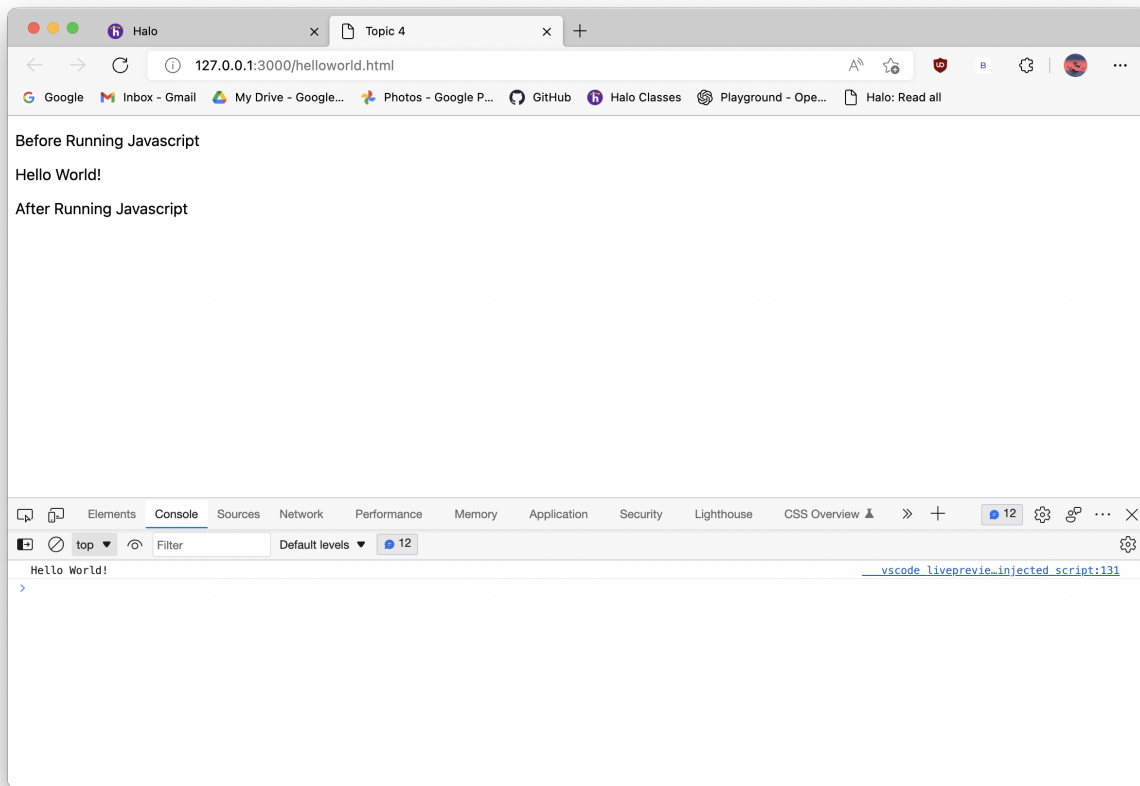 Halo Topic 4
127.0.0.1:3000/helloworld.html
Google Inbox - Gmail My Drive - Google... Photos - Google P... GitHub Halo Classes Playground - Ope... Halo: Read all
Before Running Javascript
Hello World!
After Running Javascript
Elements Console Sources Network Performance Memory Application Security Lighthouse CSS Overview 12
top Filter Default levels 12
Hello World! ___vscode_livepreview…injected_script:131